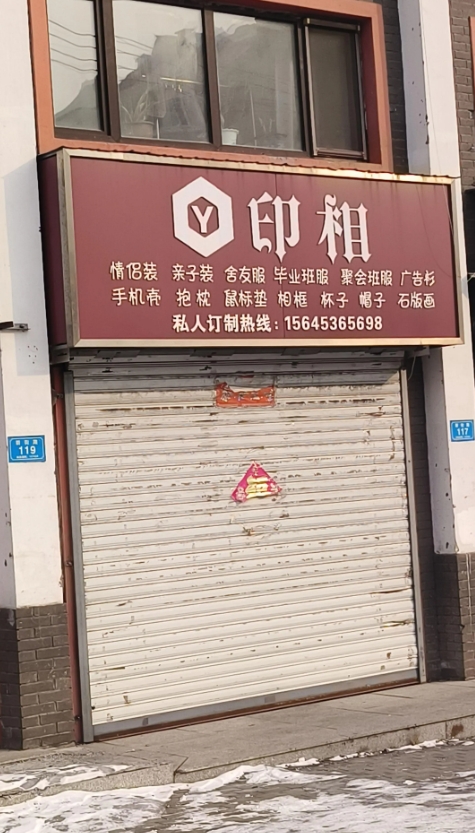 Y 印相
情侣装 亲子装 舍友服 毕业班服 聚会班服 广告衫
手机壳 抱枕 鼠标垫 相框 杯子 帽子 石版画
私人订制热线：15645365698
119
117